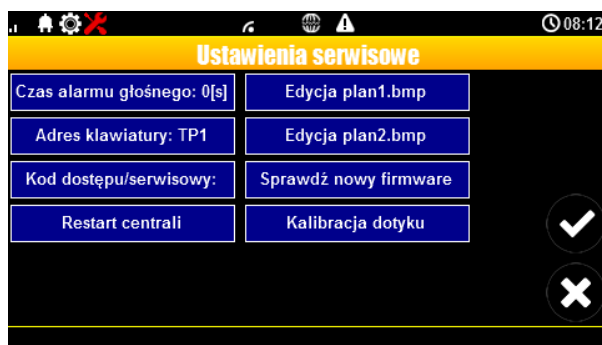 08:12
Ustawienia serwisowe
Czas alarmu głośnego: 0[s]
Edycja plan1.bmp
Adres klawiatury: TP1
Edycja plan2.bmp
Kod dostępu/serwisowy:
Sprawdź nowy firmware
Restart centrali
Kalibracja dotyku